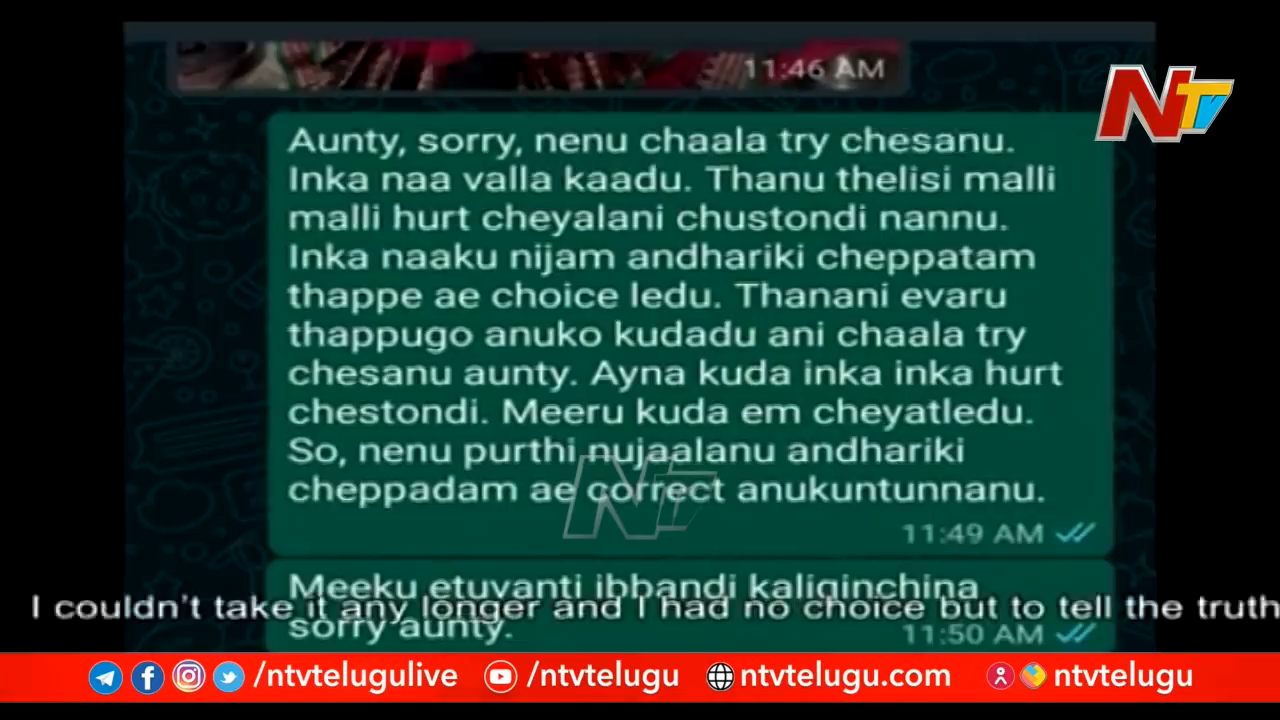 11:46 AM
NTV
Aunty, sorry, nenu chaala try chesanu.
Inka naa valla kaadu. Thanu thelisi malli
malli hurt cheyalani chustondi nannu.
Inka naaku nijam andhariki cheppatam
thappe ae choice ledu. Thanani evaru
thappugo anuko kudadu ani chaala try
chesanu aunty. Ayna kuda inka inka hurt
chestondi. Meeru kuda em cheyatledu.
So, nenu purthi nujaalanu andhariki
cheppadam ae correct anukuntunnanu.
NTV
11:49 AM
Meeku etuvanti ibbandi kaliginchina
I couldn't take it any longer and I had no choice but to tell the truth
sorry aunty.
11:50 AM
/ntvtelugulive /ntvtelugu ntvtelugu.com ntvtelugu